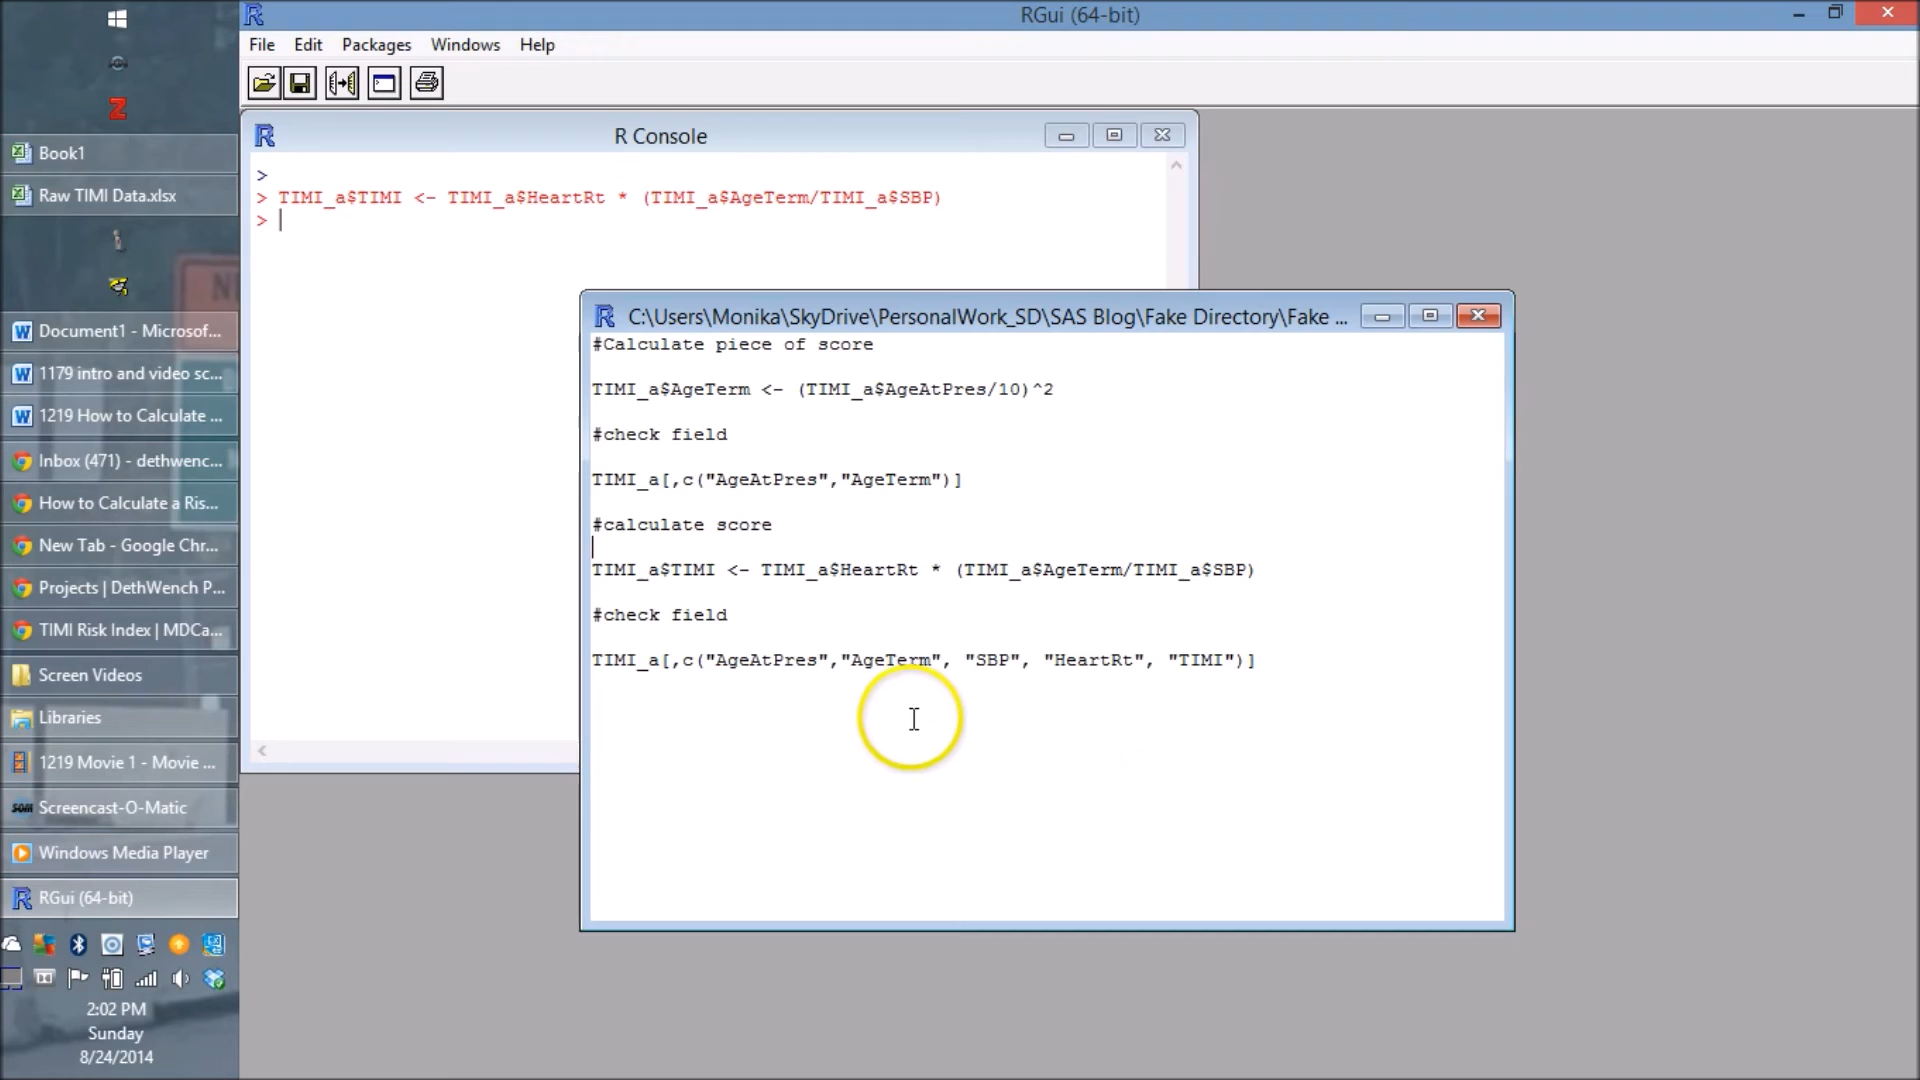 RGui (64-bit)
File Edit Packages Windows Help
R Console
>
> TIMI_a$TIMI <- TIMI_a$HeartRt * (TIMI_a$AgeTerm/TIMI_a$SBP)
>
C:\Users\Monika\SkyDrive\PersonalWork_SD\SAS Blog\Fake Directory\Fake ...
#Calculate piece of score
TIMI_a$AgeTerm <- (TIMI_a$AgeAtPres/10)^2
#check field
TIMI_a[,c("AgeAtPres","AgeTerm")]
#calculate score
TIMI_a$TIMI <- TIMI_a$HeartRt * (TIMI_a$AgeTerm/TIMI_a$SBP)
#check field
TIMI_a[,c("AgeAtPres","AgeTerm", "SBP", "HeartRt", "TIMI")]
Z
Book1
Raw TIMI Data.xlsx
Document1 - Microsof...
1179 intro and video sc...
1219 How to Calculate ...
Inbox (471) - dethwenc...
How to Calculate a Ris...
New Tab - Google Chr...
Projects | DethWench P...
TIMI Risk Index | MDCa...
Screen Videos
Libraries
1219 Movie 1 - Movie ...
SOM Screencast-O-Matic
Windows Media Player
RGui (64-bit)
2:02 PM
Sunday
8/24/2014